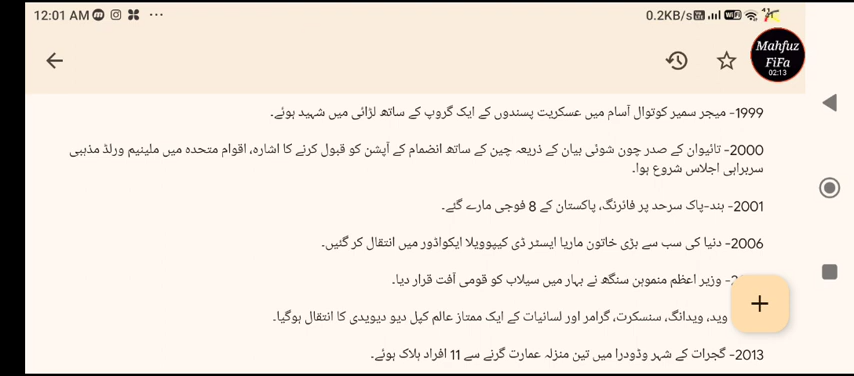 12:01 AM ...
0.2KB/s
Mahfuz
FiFa
02:13
1999- میجر سمیر کوتوال آسام میں عسکریت پسندوں کے ایک گروپ کے ساتھ لڑائی میں شہید ہوئے۔
2000- تائیوان کے صدر چون شوئی بیان کے ذریعہ چین کے ساتھ انضمام کے آپشن کو قبول کرنے کا اشارہ، اقوام متحدہ میں ملینیم ورلڈ مذہبی
سربراہی اجلاس شروع ہوا۔
2001- ہند-پاک سرحد پر فائرنگ، پاکستان کے 8 فوجی مارے گئے۔
2006- دنیا کی سب سے بڑی خاتون ماریا ایسٹر ڈی کیپوویلا ایکواڈور میں انتقال کر گئیں۔
- وزیر اعظم منموہن سنگھ نے بہار میں سیلاب کو قومی آفت قرار دیا۔
وید، ویدانگ، سنسکرت، گرامر اور لسانیات کے ایک ممتاز عالم کپل دیو دیویدی کا انتقال ہوگیا۔
2013- گجرات کے شہر وڈودرا میں تین منزلہ عمارت گرنے سے 11 افراد ہلاک ہوئے۔